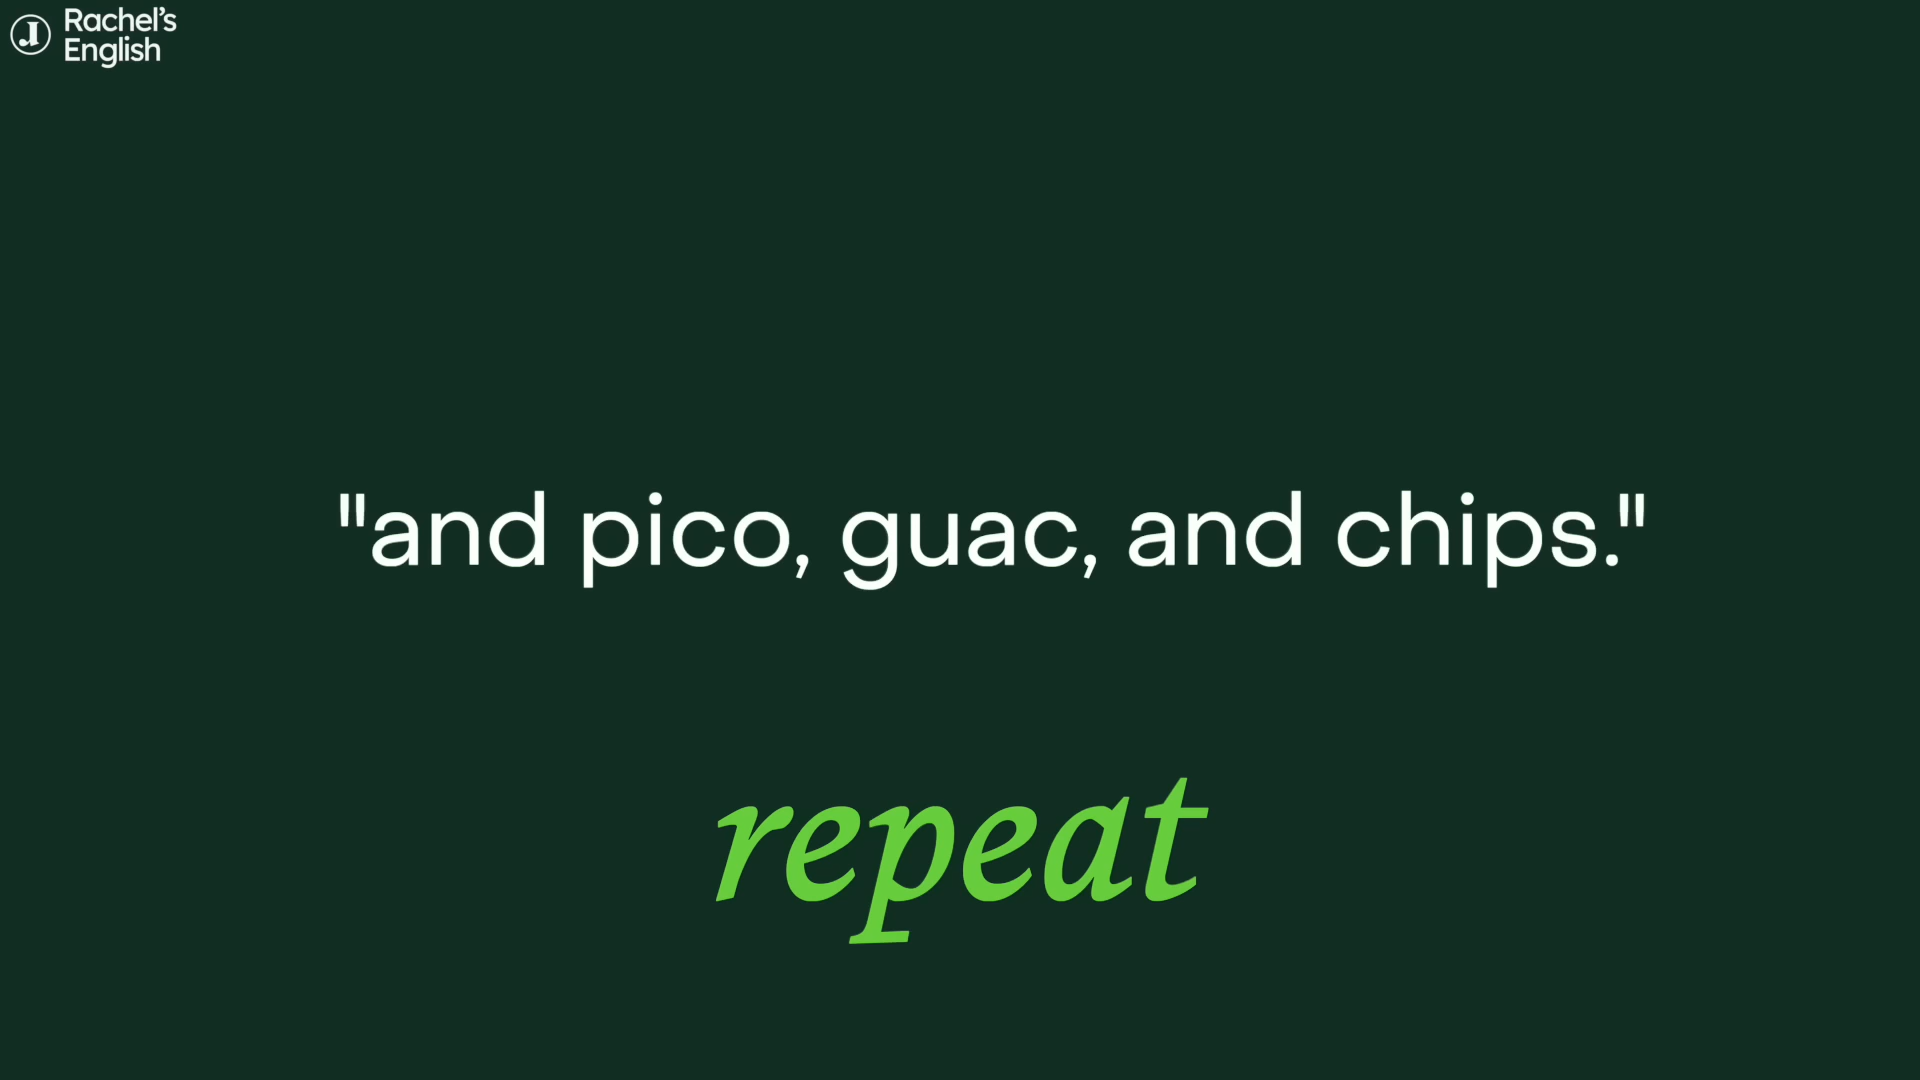 Rachel's
English
"and pico, guac, and chips."
repeat